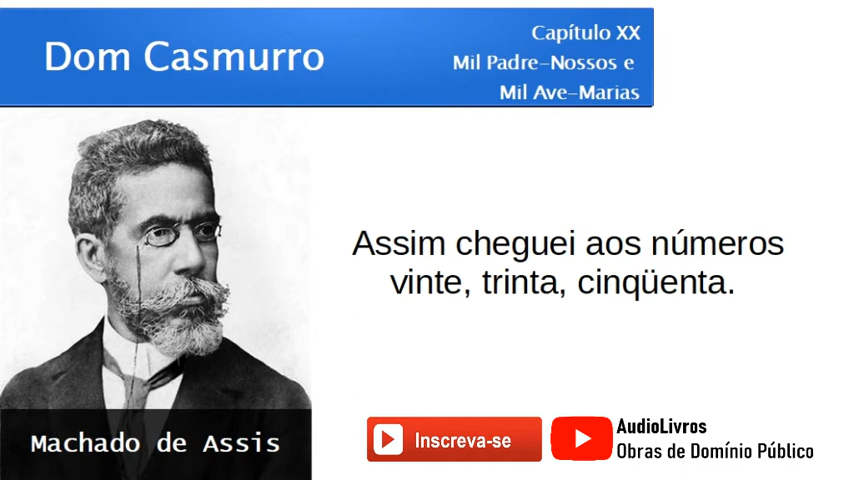 Dom Casmurro
Capítulo XX
Mil Padre-Nossos e
Mil Ave-Marias
Assim cheguei aos números
vinte, trinta, cinqüenta.
Machado de Assis
Inscreva-se
AudioLivros
Obras de Domínio Público